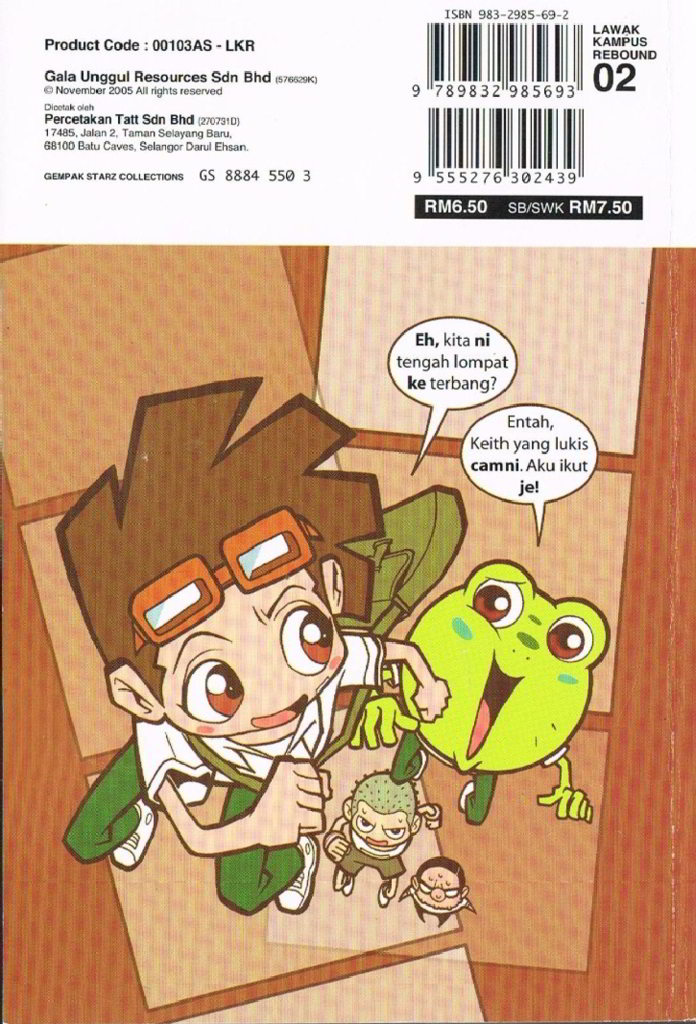 ISBN 983-2985-69-2
Product Code : 00103AS - LKR
LAWAK
KAMPUS
REBOUND
02
Gala Unggul Resources Sdn Bhd (576629K)
© November 2005 All rights reserved
9 789832 985693
Dicetak oleh
Percetakan Tatt Sdn Bhd (270791D)
17485, Jalan 2, Taman Selayang Baru,
68100 Batu Caves, Selangor Darul Ehsan.
GEMPAK STARZ COLLECTIONS GS 8884 550 3
9 555276 302439
RM6.50 SB/SWK RM7.50
Eh, kita ni
tengah lompat
ke terbang?
Entah,
Keith yang lukis
camni. Aku ikut
je!